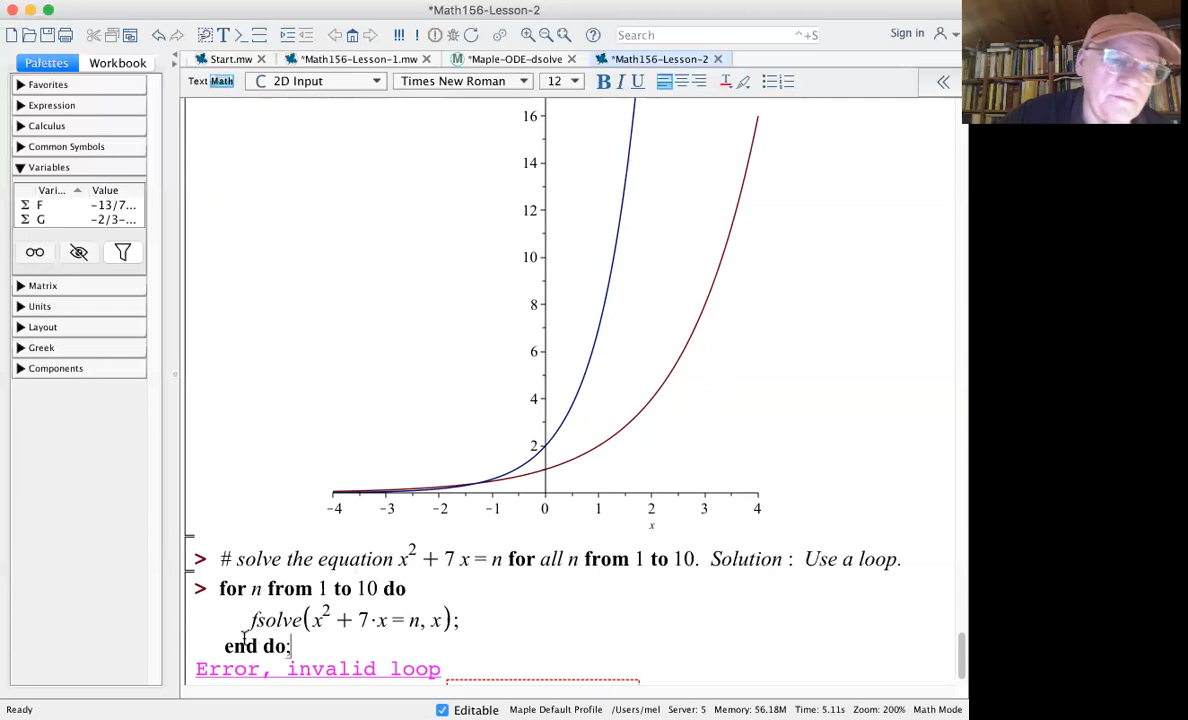 *Math156-Lesson-2
Search
^+S
Sign in
Palettes
Workbook
Start.mw
*Math156-Lesson-1.mw
*Maple-ODE-dsolve
*Math156-Lesson-2
Text
Math
C 2D Input
Times New Roman
12
B I U
Favorites
Expression
Calculus
Common Symbols
Variables
Vari...
Value
Σ F -13/7...
Σ G -2/3-...
Matrix
Units
Layout
Greek
Components
16
14
12
10
8
6
4
2
-4 -3 -2 -1 0 1 2 3 4
x
> # solve the equation x² + 7 x = n for all n from 1 to 10. Solution : Use a loop.
> for n from 1 to 10 do
fsolve(x² + 7·x = n, x);
end do;
Error, invalid loop
Ready
Editable
Maple Default Profile
/Users/mel
Server: 5
Memory: 56.18M
Time: 5.11s
Zoom: 200%
Math Mode